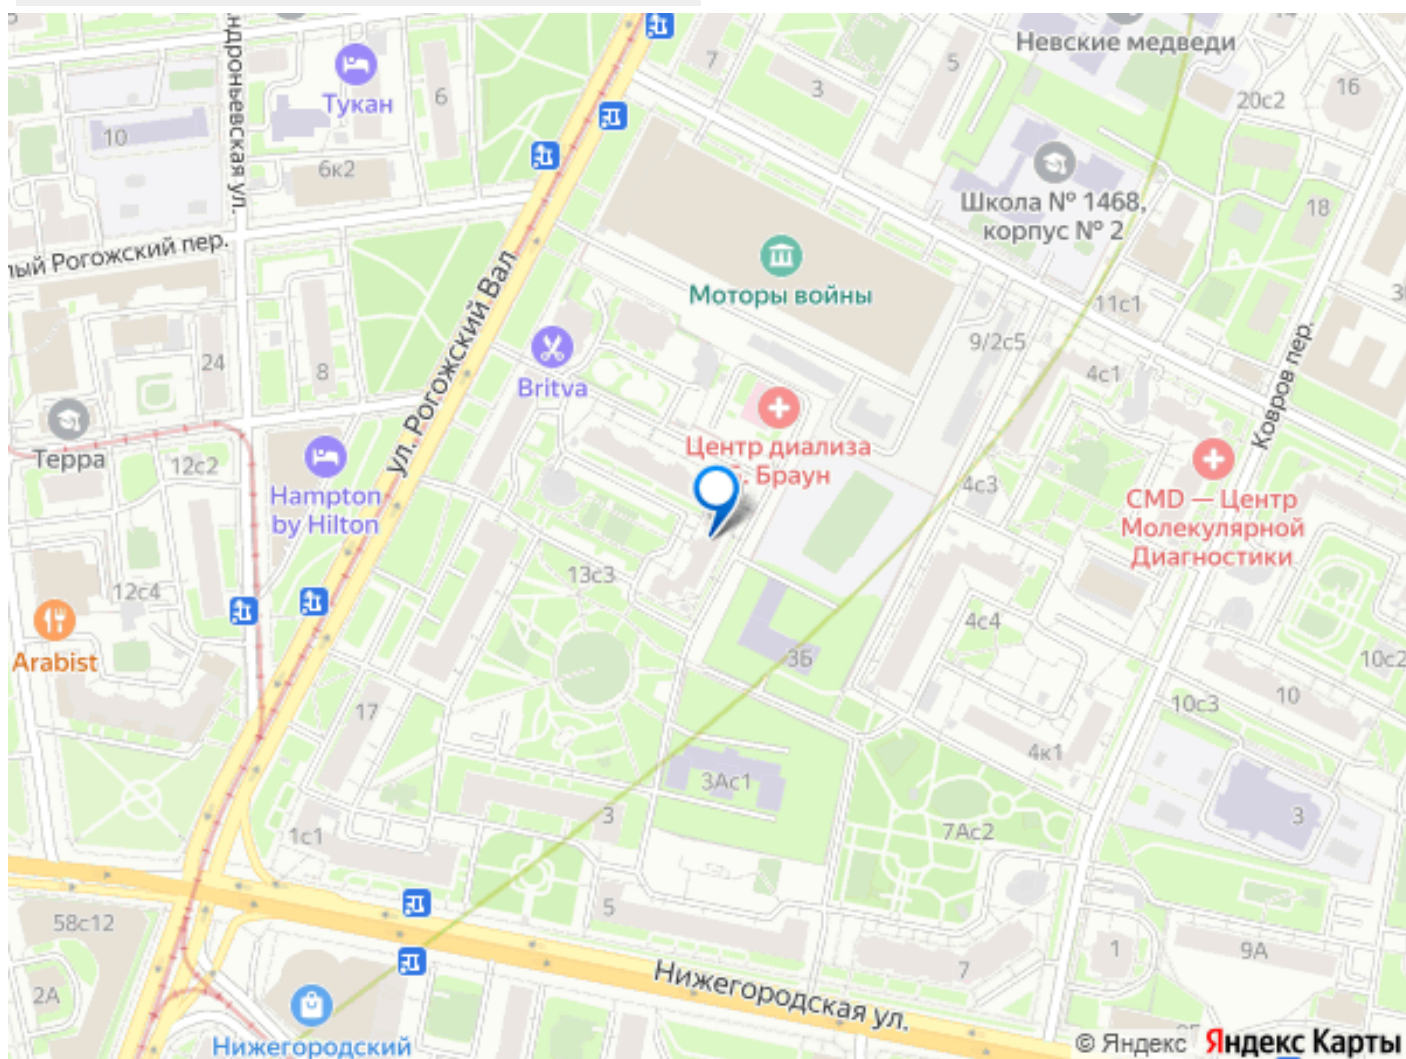 Невские медведи
7
5
3
16
20с2
ндроньевская ул.
Тукан
6
10
6к2
Школа № 1468,
корпус № 2
18
лый Рогожский пер.
ул. Рогожский Вал
Моторы войны
11с1
9/2с5
24
8
Britva
4с1
Ковров пер.
Терра
12с2
Центр диализа
Браун
Hampton
by Hilton
4с3
CMD — Центр
Молекулярной
Диагностики
13с3
12с4
Arabist
4с4
3Б
10с2
10
10с3
17
4к1
3Ас1
3
3
7Ас2
1с1
58с12
5
7
1
9А
2А
Нижегородская ул.
Нижегородский
© Яндекс Яндекс Карты